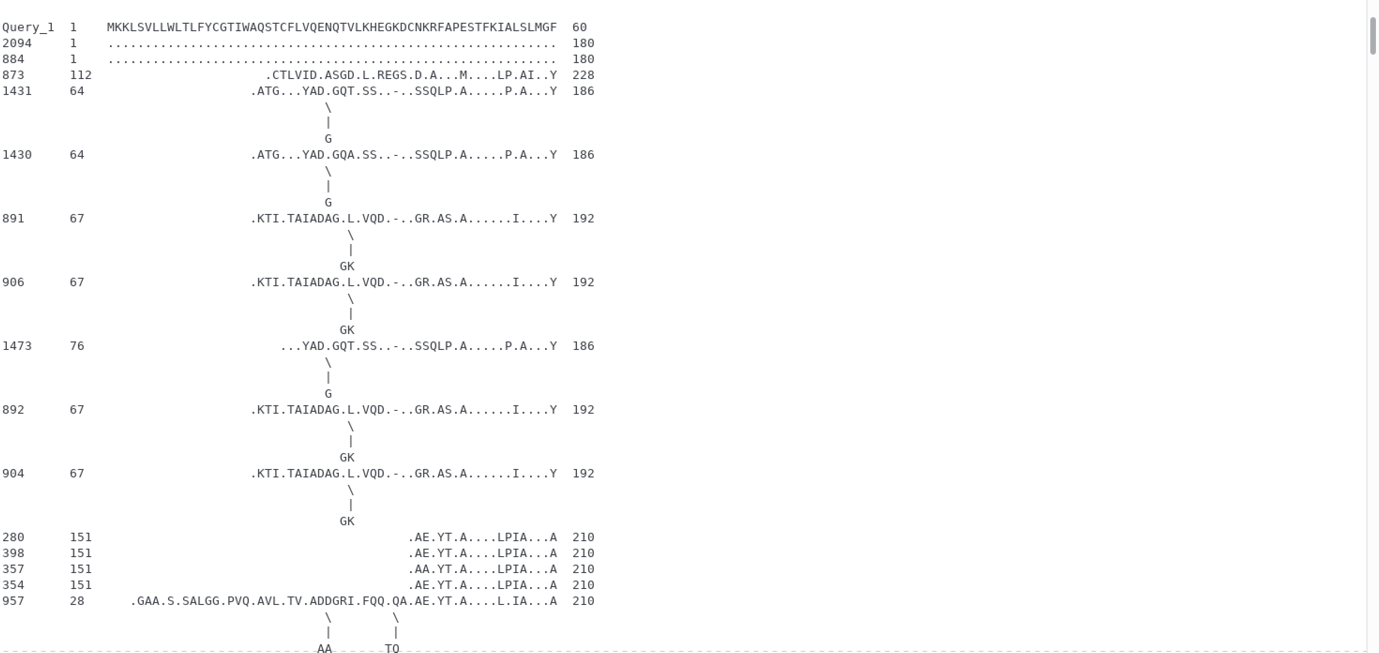 Query_1  1    MKKLSVLLWLTLFYCGTIWAQSTCFLVQENQTVLKHEGKDCNKRFAPESTFKIALSLMGF  60
2094     1    ............................................................  180
884      1    ............................................................  180
873      112                       .CTLVID.ASGD.L.REGS.D.A...M....LP.AI..Y  228
1431     64                      .ATG...YAD.GQT.SS..-..SSQLP.A.....P.A...Y  186
                                           \
                                           |
                                           G
1430     64                      .ATG...YAD.GQA.SS..-..SSQLP.A.....P.A...Y  186
                                           \
                                           |
                                           G
891      67                      .KTI.TAIADAG.L.VQD.-..GR.AS.A......I....Y  192
                                              \
                                              |
                                             GK
906      67                      .KTI.TAIADAG.L.VQD.-..GR.AS.A......I....Y  192
                                              \
                                              |
                                             GK
1473     76                          ...YAD.GQT.SS..-..SSQLP.A.....P.A...Y  186
                                           \
                                           |
                                           G
892      67                      .KTI.TAIADAG.L.VQD.-..GR.AS.A......I....Y  192
                                              \
                                              |
                                             GK
904      67                      .KTI.TAIADAG.L.VQD.-..GR.AS.A......I....Y  192
                                              \
                                              |
                                             GK
280      151                                          .AE.YT.A....LPIA...A  210
398      151                                          .AE.YT.A....LPIA...A  210
357      151                                          .AA.YT.A....LPIA...A  210
354      151                                          .AE.YT.A....LPIA...A  210
957      28      .GAA.S.SALGG.PVQ.AVL.TV.ADDGRI.FQQ.QA.AE.YT.A....L.IA...A  210
                                           \        \
                                           |        |
                                          AA       TQ